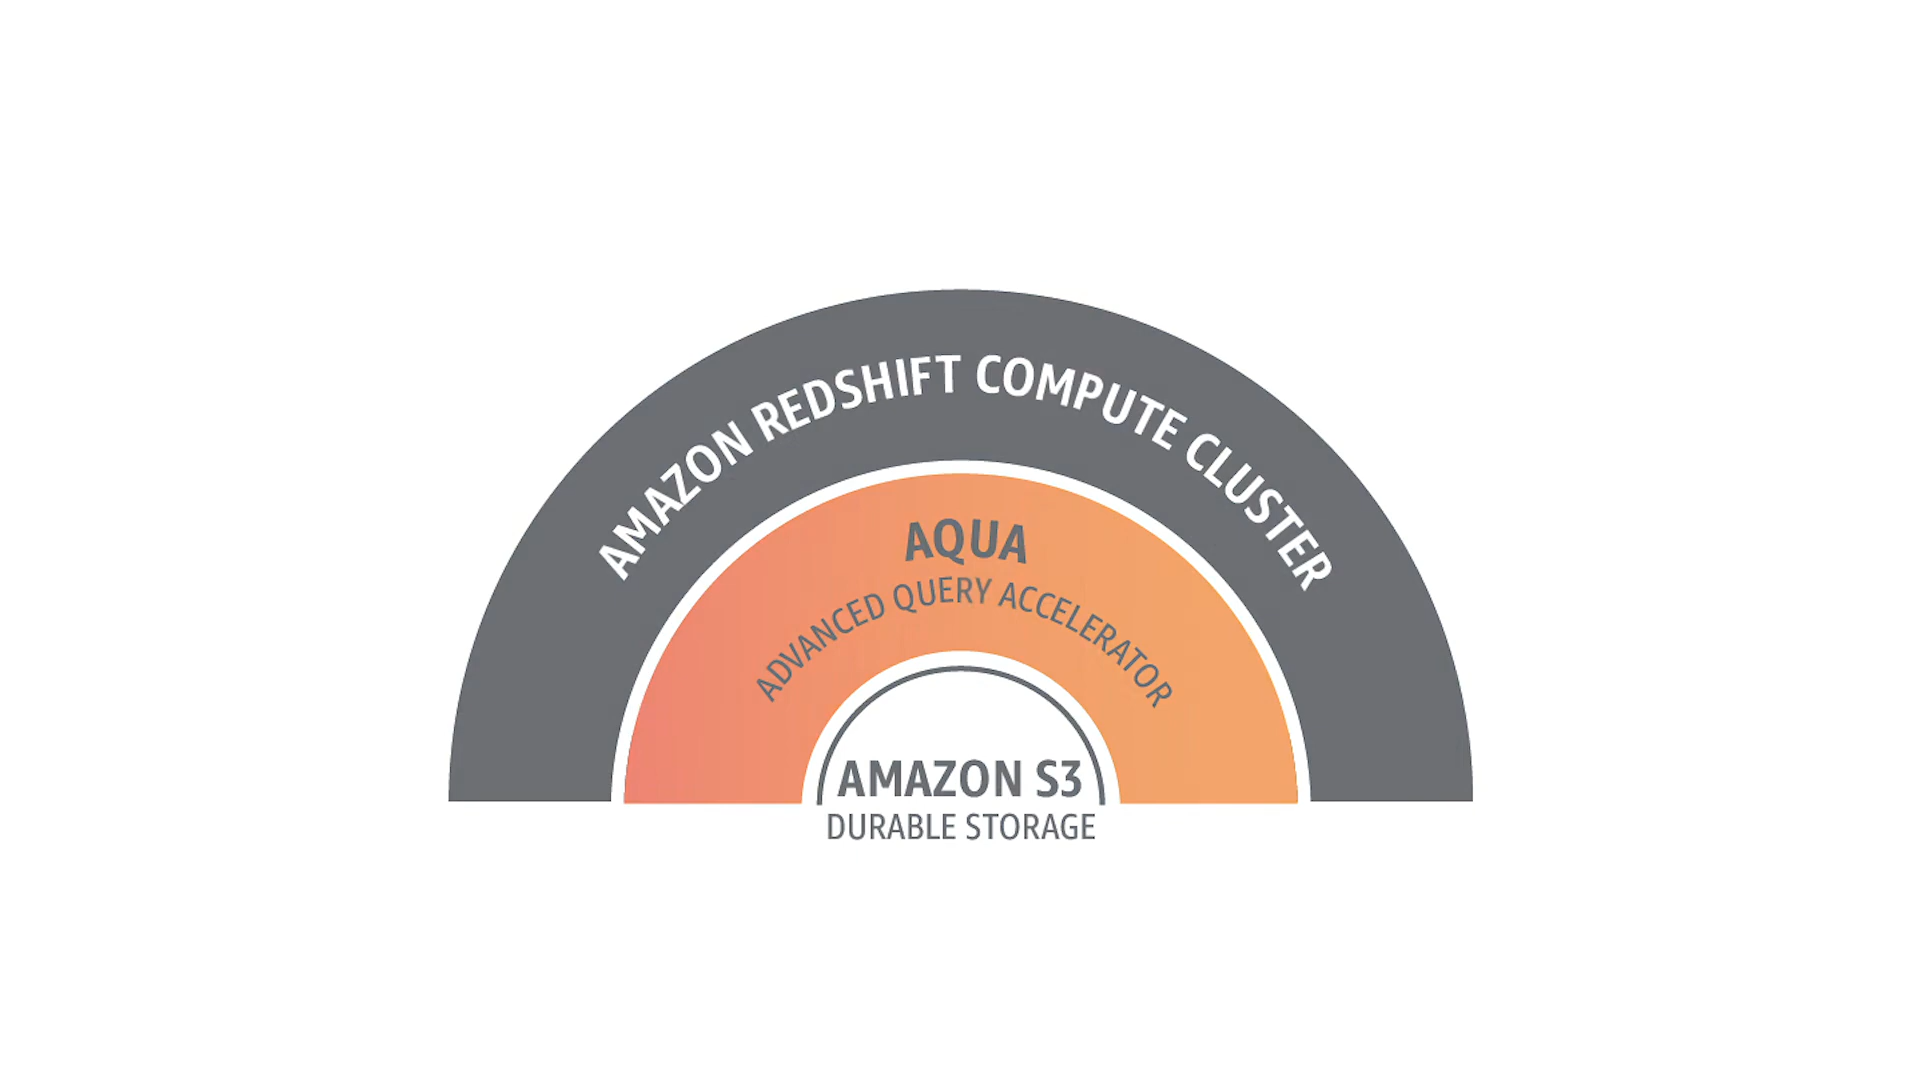 AMAZON REDSHIFT COMPUTE CLUSTER
AQUA
ADVANCED QUERY ACCELERATOR
AMAZON S3
DURABLE STORAGE